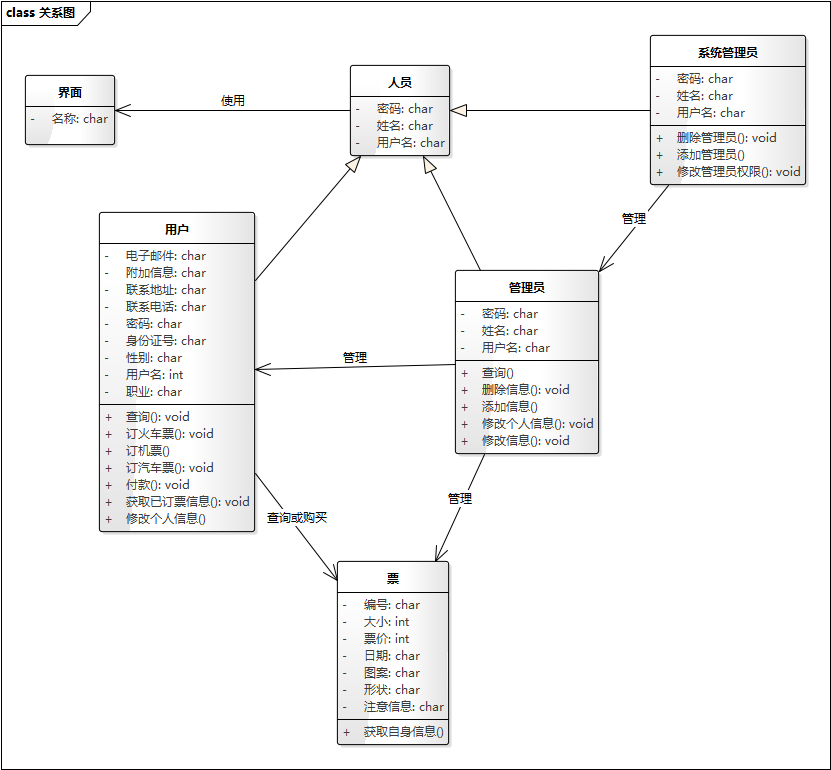 class 关系图
界面
- 名称: char
使用
人员
- 密码: char
- 姓名: char
- 用户名: char
系统管理员
- 密码: char
- 姓名: char
- 用户名: char
+ 删除管理员(): void
+ 添加管理员()
+ 修改管理员权限(): void
管理
用户
- 电子邮件: char
- 附加信息: char
- 联系地址: char
- 联系电话: char
- 密码: char
- 身份证号: char
- 性别: char
- 用户名: int
- 职业: char
+ 查询(): void
+ 订火车票(): void
+ 订机票()
+ 订汽车票(): void
+ 付款(): void
+ 获取已订票信息(): void
+ 修改个人信息()
管理
管理员
- 密码: char
- 姓名: char
- 用户名: char
+ 查询()
+ 删除信息(): void
+ 添加信息()
+ 修改个人信息(): void
+ 修改信息(): void
管理
查询或购买
票
- 编号: char
- 大小: int
- 票价: int
- 日期: char
- 图案: char
- 形状: char
- 注意信息: char
+ 获取自身信息()